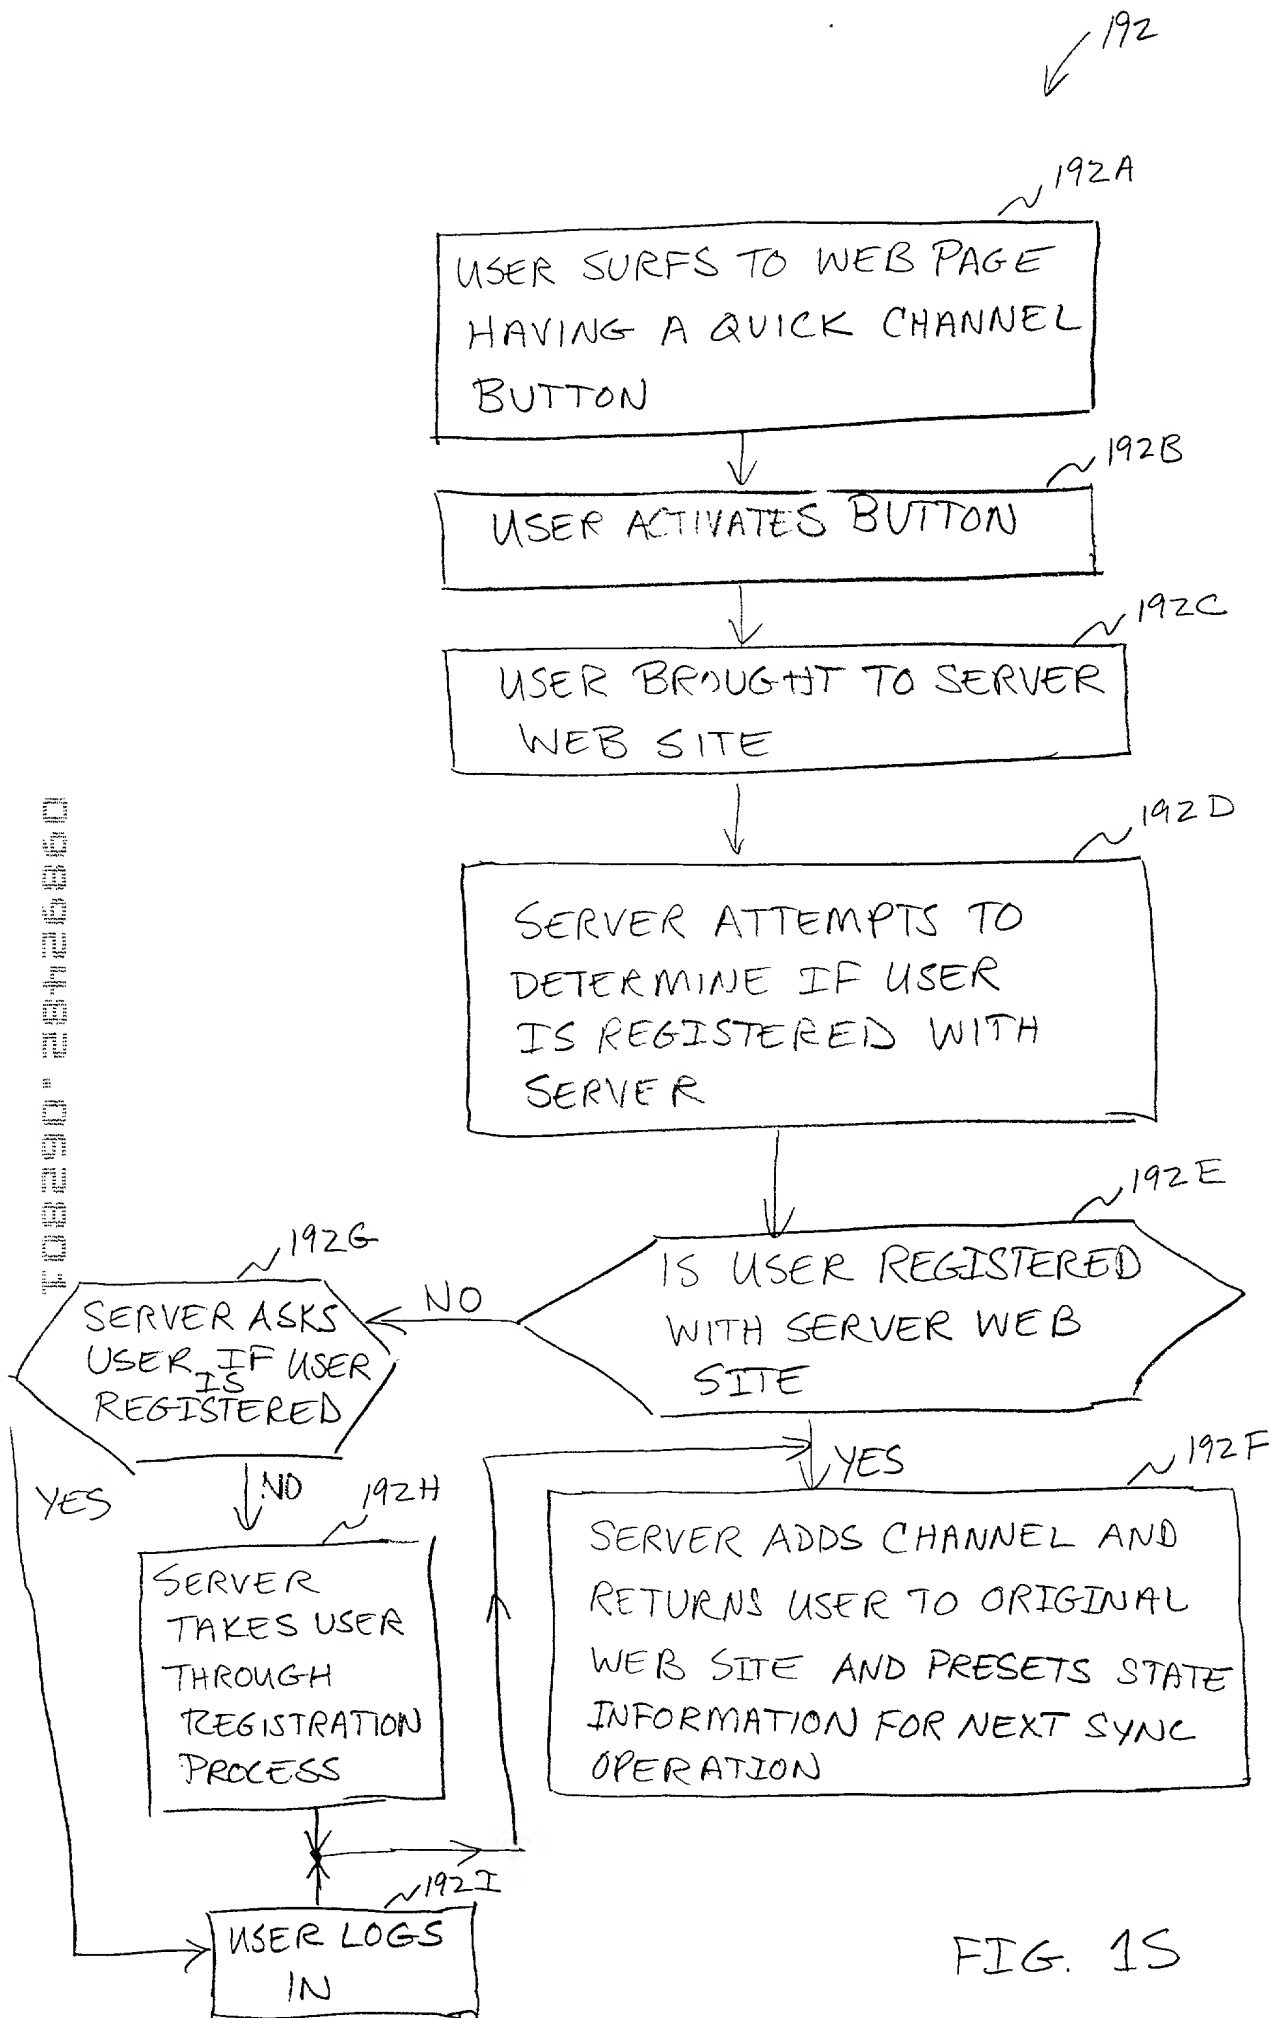 192
192A
USER SURFS TO WEB PAGE
HAVING A QUICK CHANNEL
BUTTON
192B
USER ACTIVATES BUTTON
192C
USER BROUGHT TO SERVER
WEB SITE
192D
SERVER ATTEMPTS TO
DETERMINE IF USER
IS REGISTERED WITH
SERVER
192E
IS USER REGISTERED
WITH SERVER WEB
SITE
NO
192G
SERVER ASKS
USER IF USER
IS
REGISTERED
YES
NO
YES
192F
SERVER ADDS CHANNEL AND
RETURNS USER TO ORIGINAL
WEB SITE AND PRESETS STATE
INFORMATION FOR NEXT SYNC
OPERATION
192H
SERVER
TAKES USER
THROUGH
REGISTRATION
PROCESS
192I
USER LOGS
IN
FIG. 1S
09892482.062801